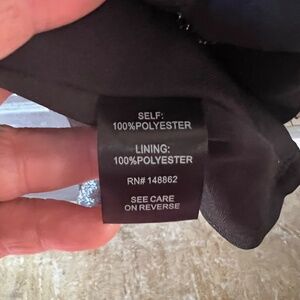 SELF:
100%POLYESTER
LINING:
100%POLYESTER
RN# 148862
SEE CARE
ON REVERSE